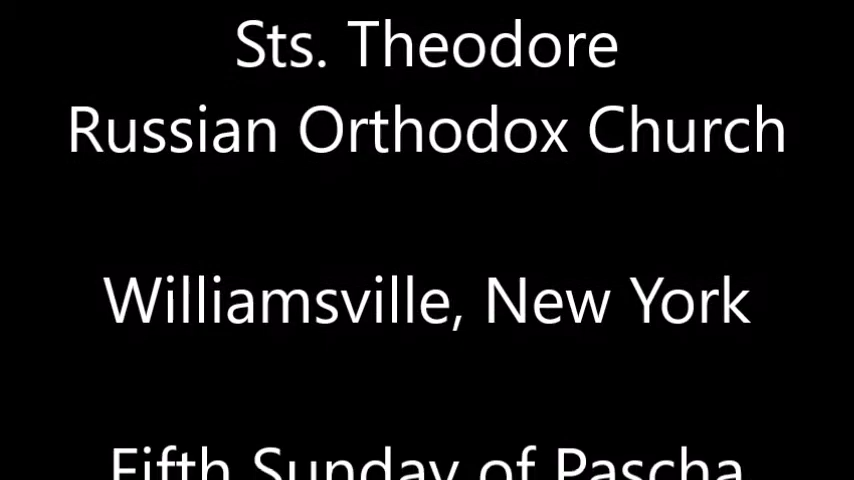 Sts. Theodore
Russian Orthodox Church
Williamsville, New York
Fifth Sunday of Pascha